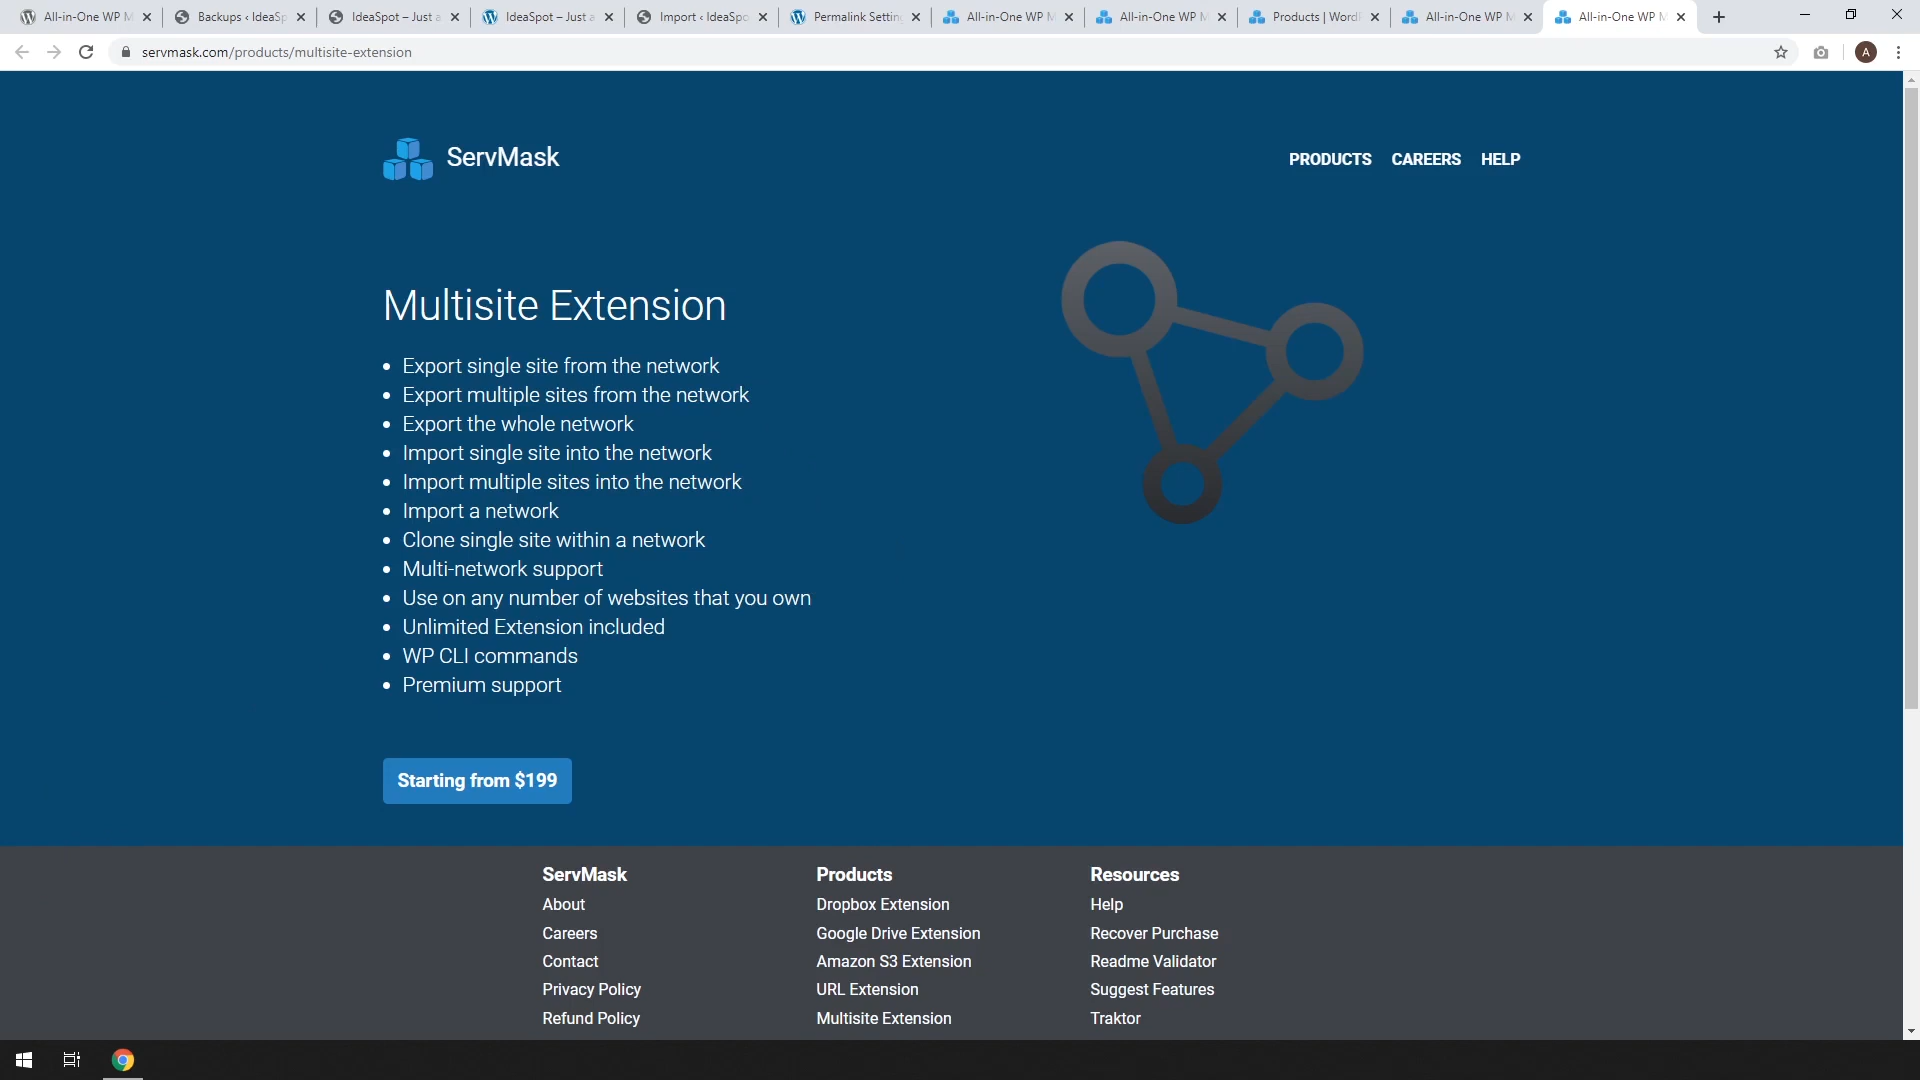 All-in-One WP M
Backups ‹ IdeaSp
IdeaSpot – Just a
IdeaSpot – Just a
Import ‹ IdeaSpo
Permalink Setting
All-in-One WP M
All-in-One WP M
Products | WordP
All-in-One WP M
All-in-One WP M
servmask.com/products/multisite-extension
A
ServMask
PRODUCTS
CAREERS
HELP
Multisite Extension
• Export single site from the network
• Export multiple sites from the network
• Export the whole network
• Import single site into the network
• Import multiple sites into the network
• Import a network
• Clone single site within a network
• Multi-network support
• Use on any number of websites that you own
• Unlimited Extension included
• WP CLI commands
• Premium support
Starting from $199
ServMask
About
Careers
Contact
Privacy Policy
Refund Policy
Products
Dropbox Extension
Google Drive Extension
Amazon S3 Extension
URL Extension
Multisite Extension
Resources
Help
Recover Purchase
Readme Validator
Suggest Features
Traktor